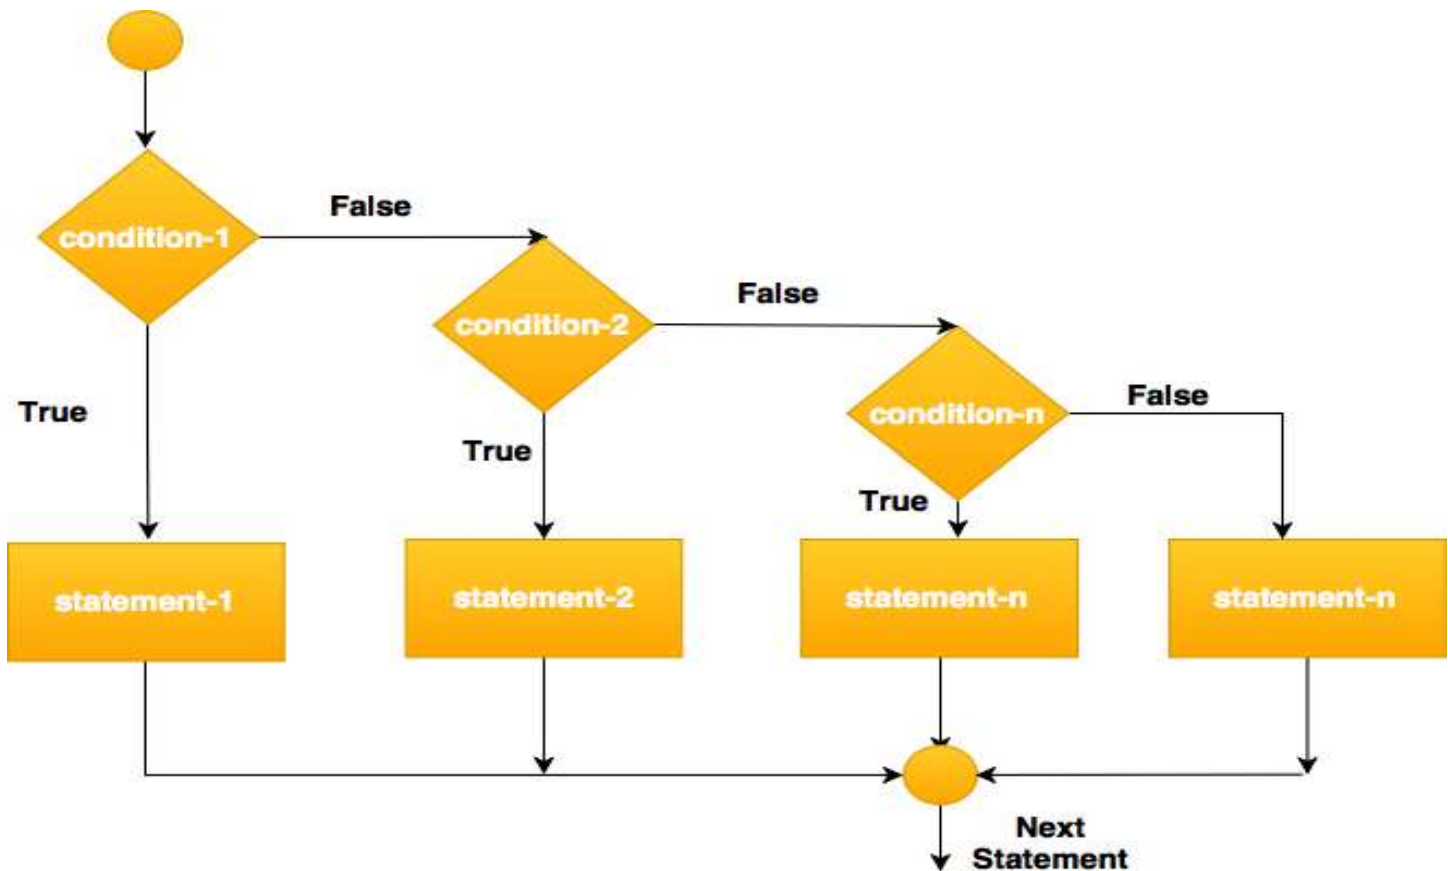 False
condition-1
False
condition-2
False
True
condition-n
True
True
statement-1
statement-2
statement-n
statement-n
Next
Statement